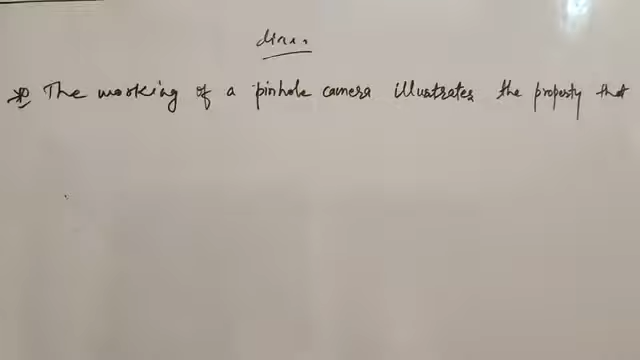 The working of a pinhole camera illustrates the property that